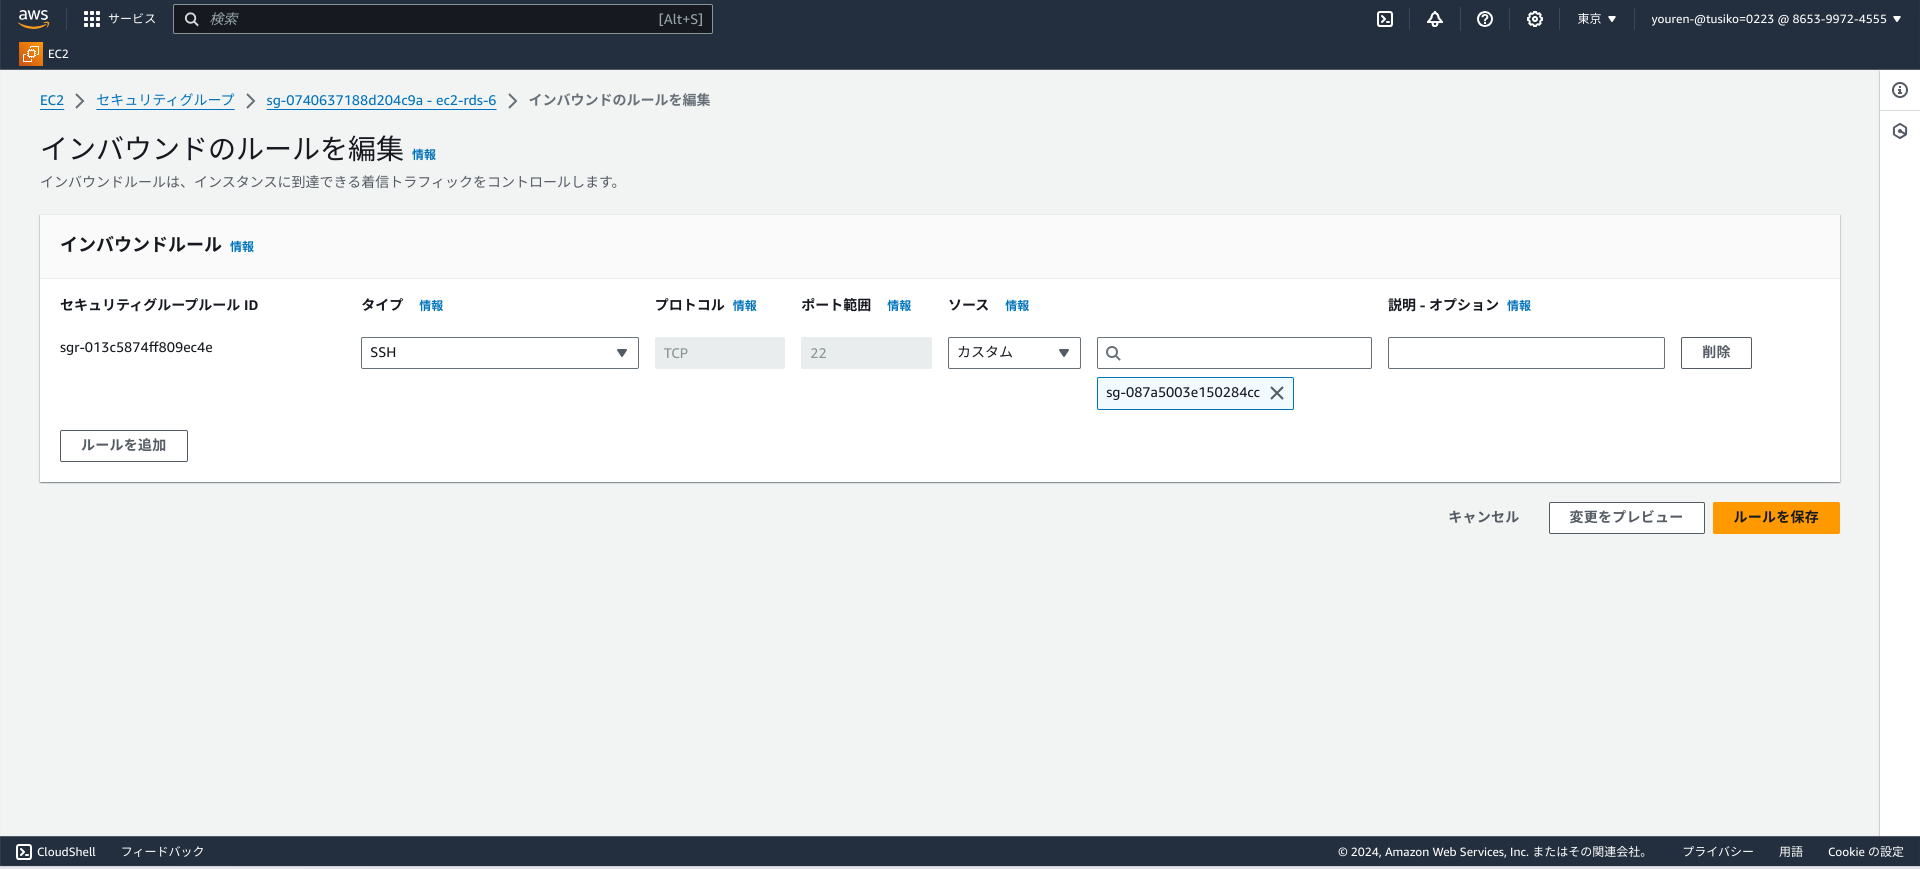 aws
サービス
検索
[Alt+S]
東京
youren-@tusiko=0223 @ 8653-9972-4555
EC2
EC2 セキュリティグループ sg-0740637188d204c9a - ec2-rds-6 インバウンドのルールを編集
インバウンドのルールを編集 情報
インバウンドルールは、インスタンスに到達できる着信トラフィックをコントロールします。
インバウンドルール 情報
セキュリティグループルール ID タイプ 情報 プロトコル 情報 ポート範囲 情報 ソース 情報 説明 - オプション 情報
sgr-013c5874ff809ec4e SSH TCP 22 カスタム 削除
sg-087a5003e150284cc
ルールを追加
キャンセル 変更をプレビュー ルールを保存
CloudShell フィードバック © 2024, Amazon Web Services, Inc. またはその関連会社。 プライバシー 用語 Cookie の設定